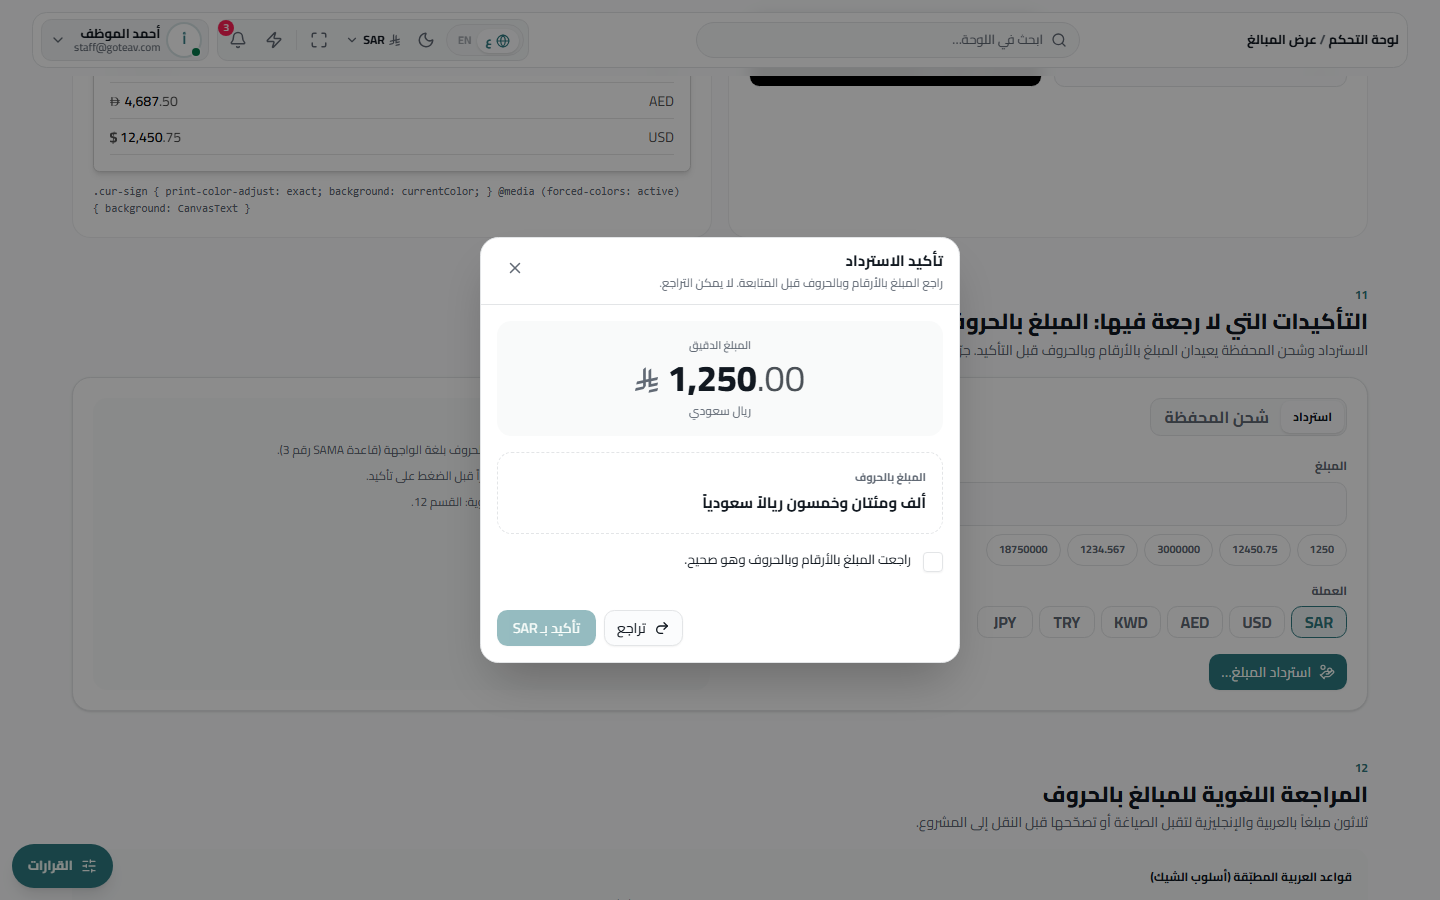 لوحة التحكم / عرض المبالغ
ابحث في اللوحة...
ع EN
SAR
3
أحمد الموظف
staff@goteav.com
أ
4,687.50 AED
$ 12,450.75 USD
.cur-sign { print-color-adjust: exact; background: currentColor; } @media (forced-colors: active)
{ background: CanvasText }
11
التأكيدات التي لا رجعة فيها: المبلغ بالحروف
الاسترداد وشحن المحفظة يعيدان المبلغ بالأرقام وبالحروف قبل التأكيد.
استرداد
شحن المحفظة
المبلغ
1250
12450.75
3000000
1234.567
18750000
العملة
SAR
USD
AED
KWD
TRY
JPY
استرداد المبلغ...
بلغة الواجهة (قاعدة SAMA رقم 3).
قبل الضغط على تأكيد.
القسم 12.
تأكيد الاسترداد
راجع المبلغ بالأرقام وبالحروف قبل المتابعة. لا يمكن التراجع.
المبلغ الدقيق
1,250.00
ريال سعودي
المبلغ بالحروف
ألف ومئتان وخمسون ريالاً سعودياً
راجعت المبلغ بالأرقام وبالحروف وهو صحيح.
تراجع
تأكيد بـ SAR
12
المراجعة اللغوية للمبالغ بالحروف
ثلاثون مبلغاً بالعربية والإنجليزية لتقبل الصياغة أو تصحّحها قبل النقل إلى المشروع.
قواعد العربية المطبّقة (أسلوب الشيك)
القرارات